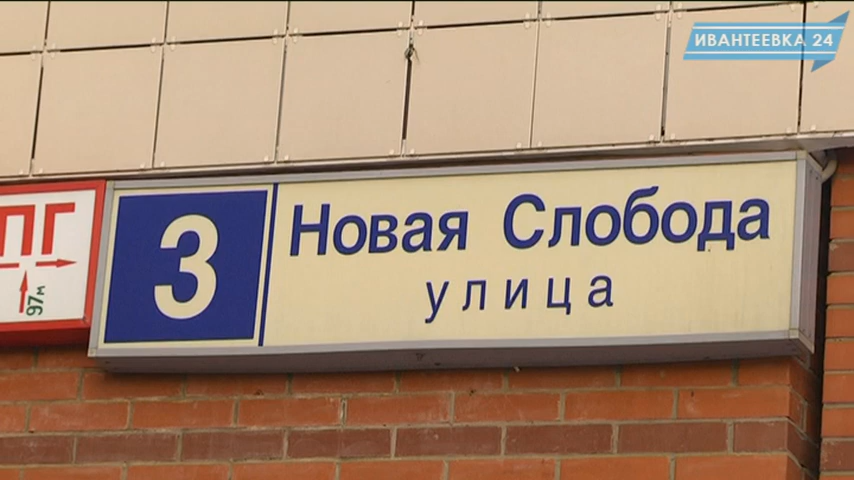 ИВАНТЕЕВКА 24
ПГ
97м
3
Новая Слобода
улица